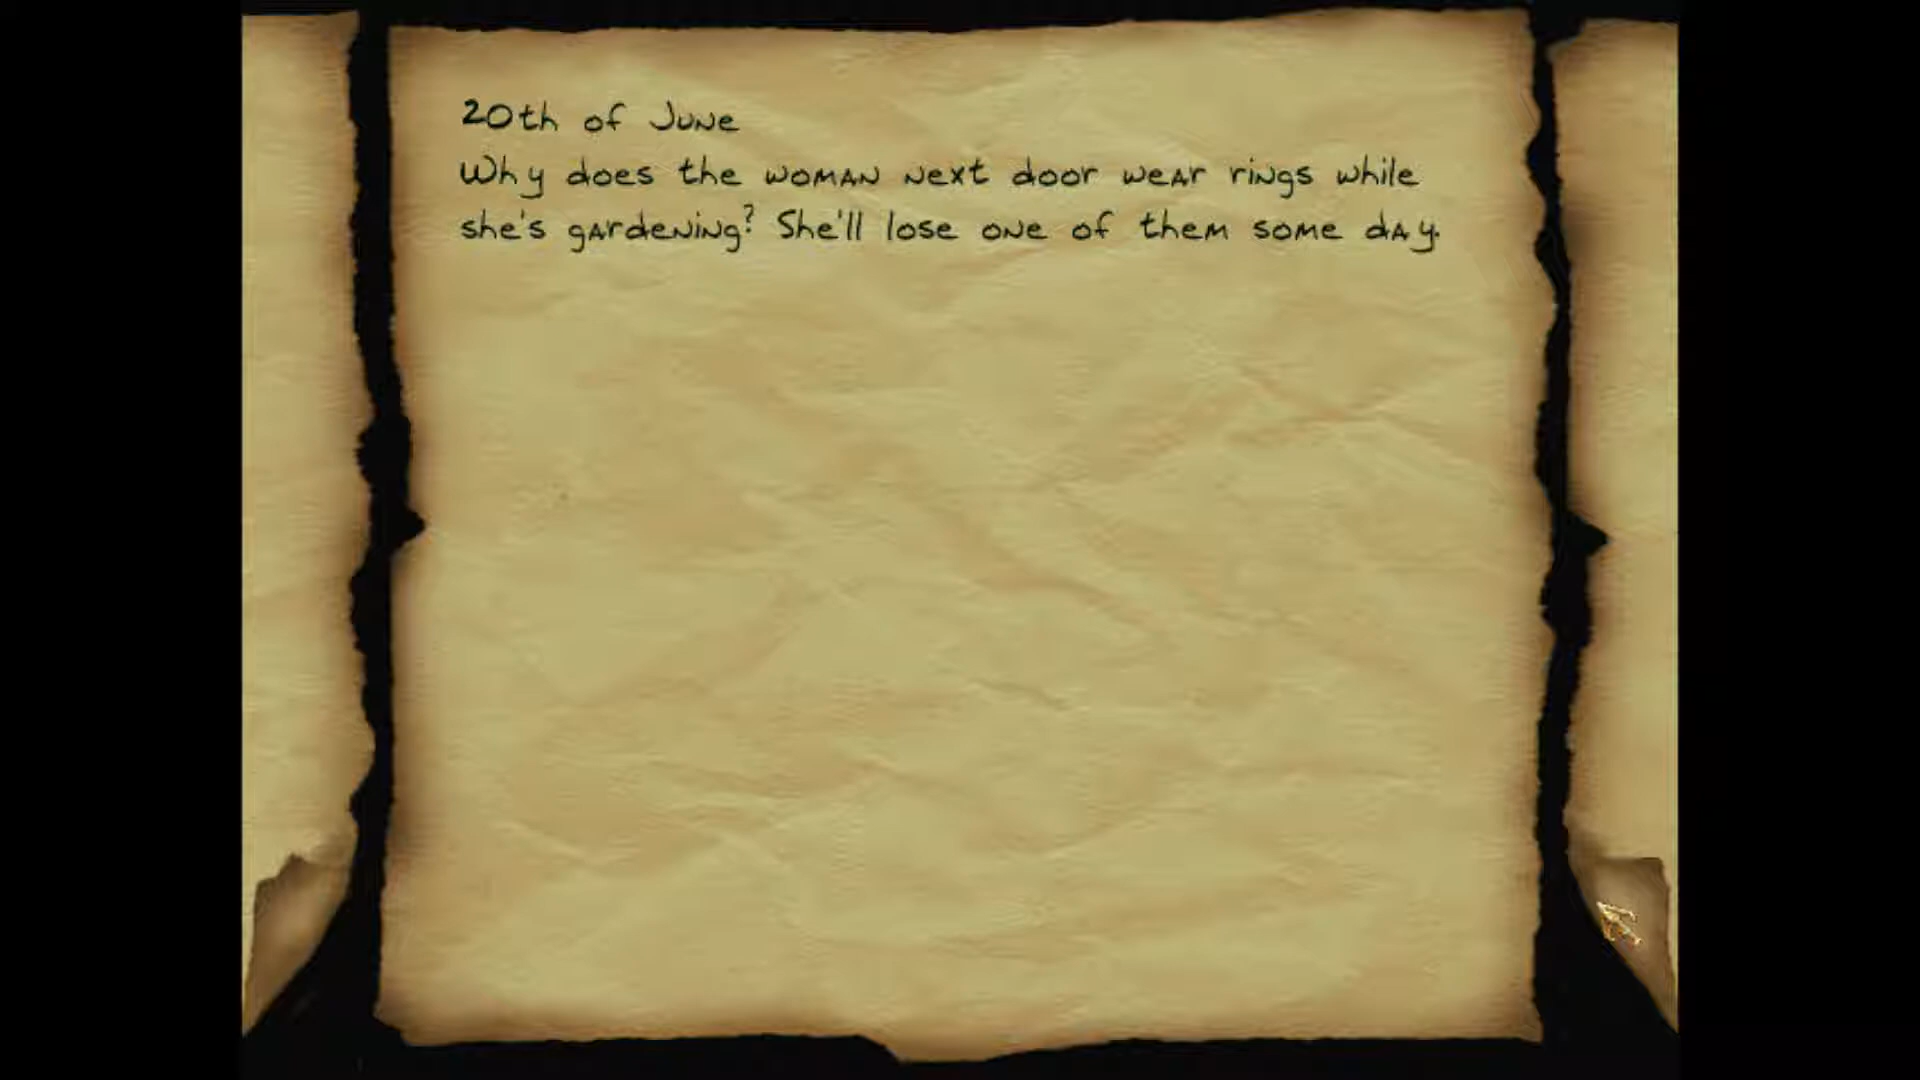 20th of June
Why does the woman next door wear rings while
she's gardening? She'll lose one of them some day.